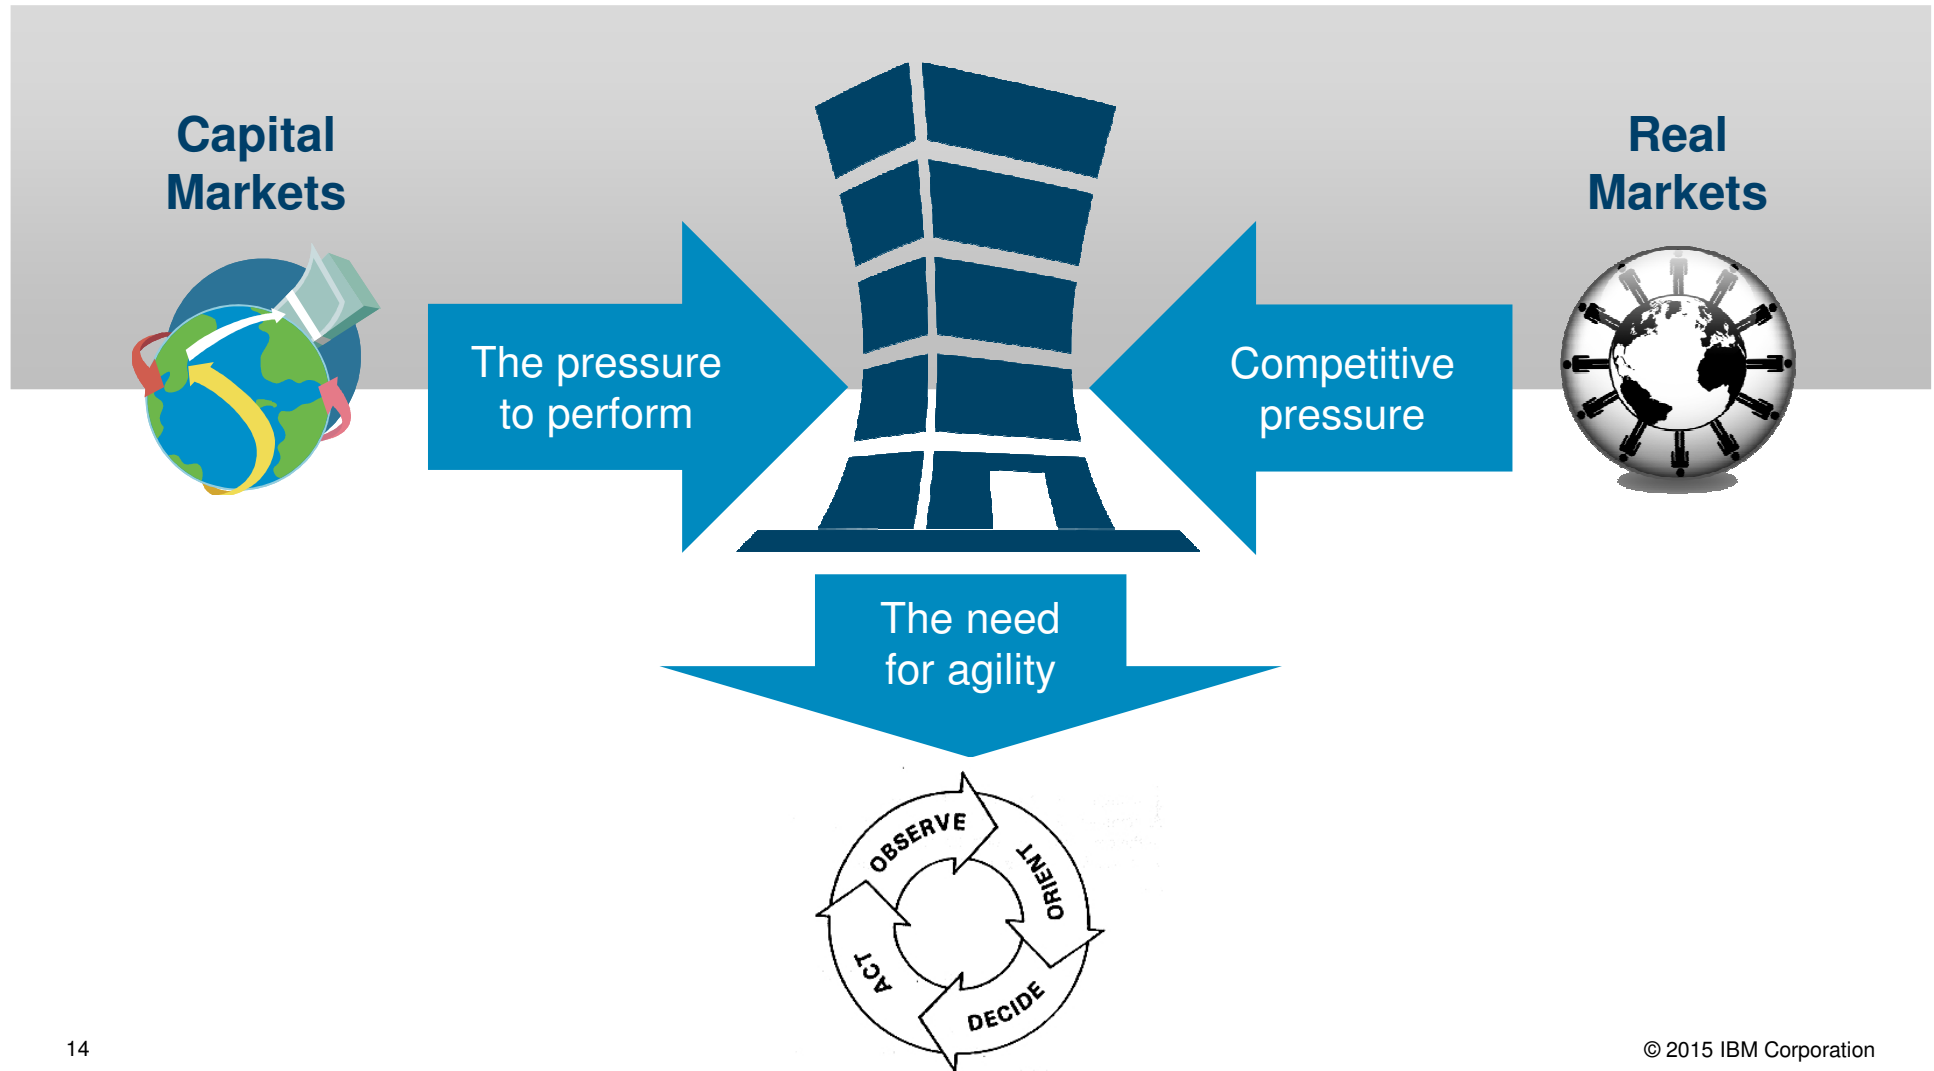 Capital
Markets
Real
Markets
The pressure
to perform
Competitive
pressure
The need
for agility
OBSERVE
ORIENT
DECIDE
ACT
14
© 2015 IBM Corporation